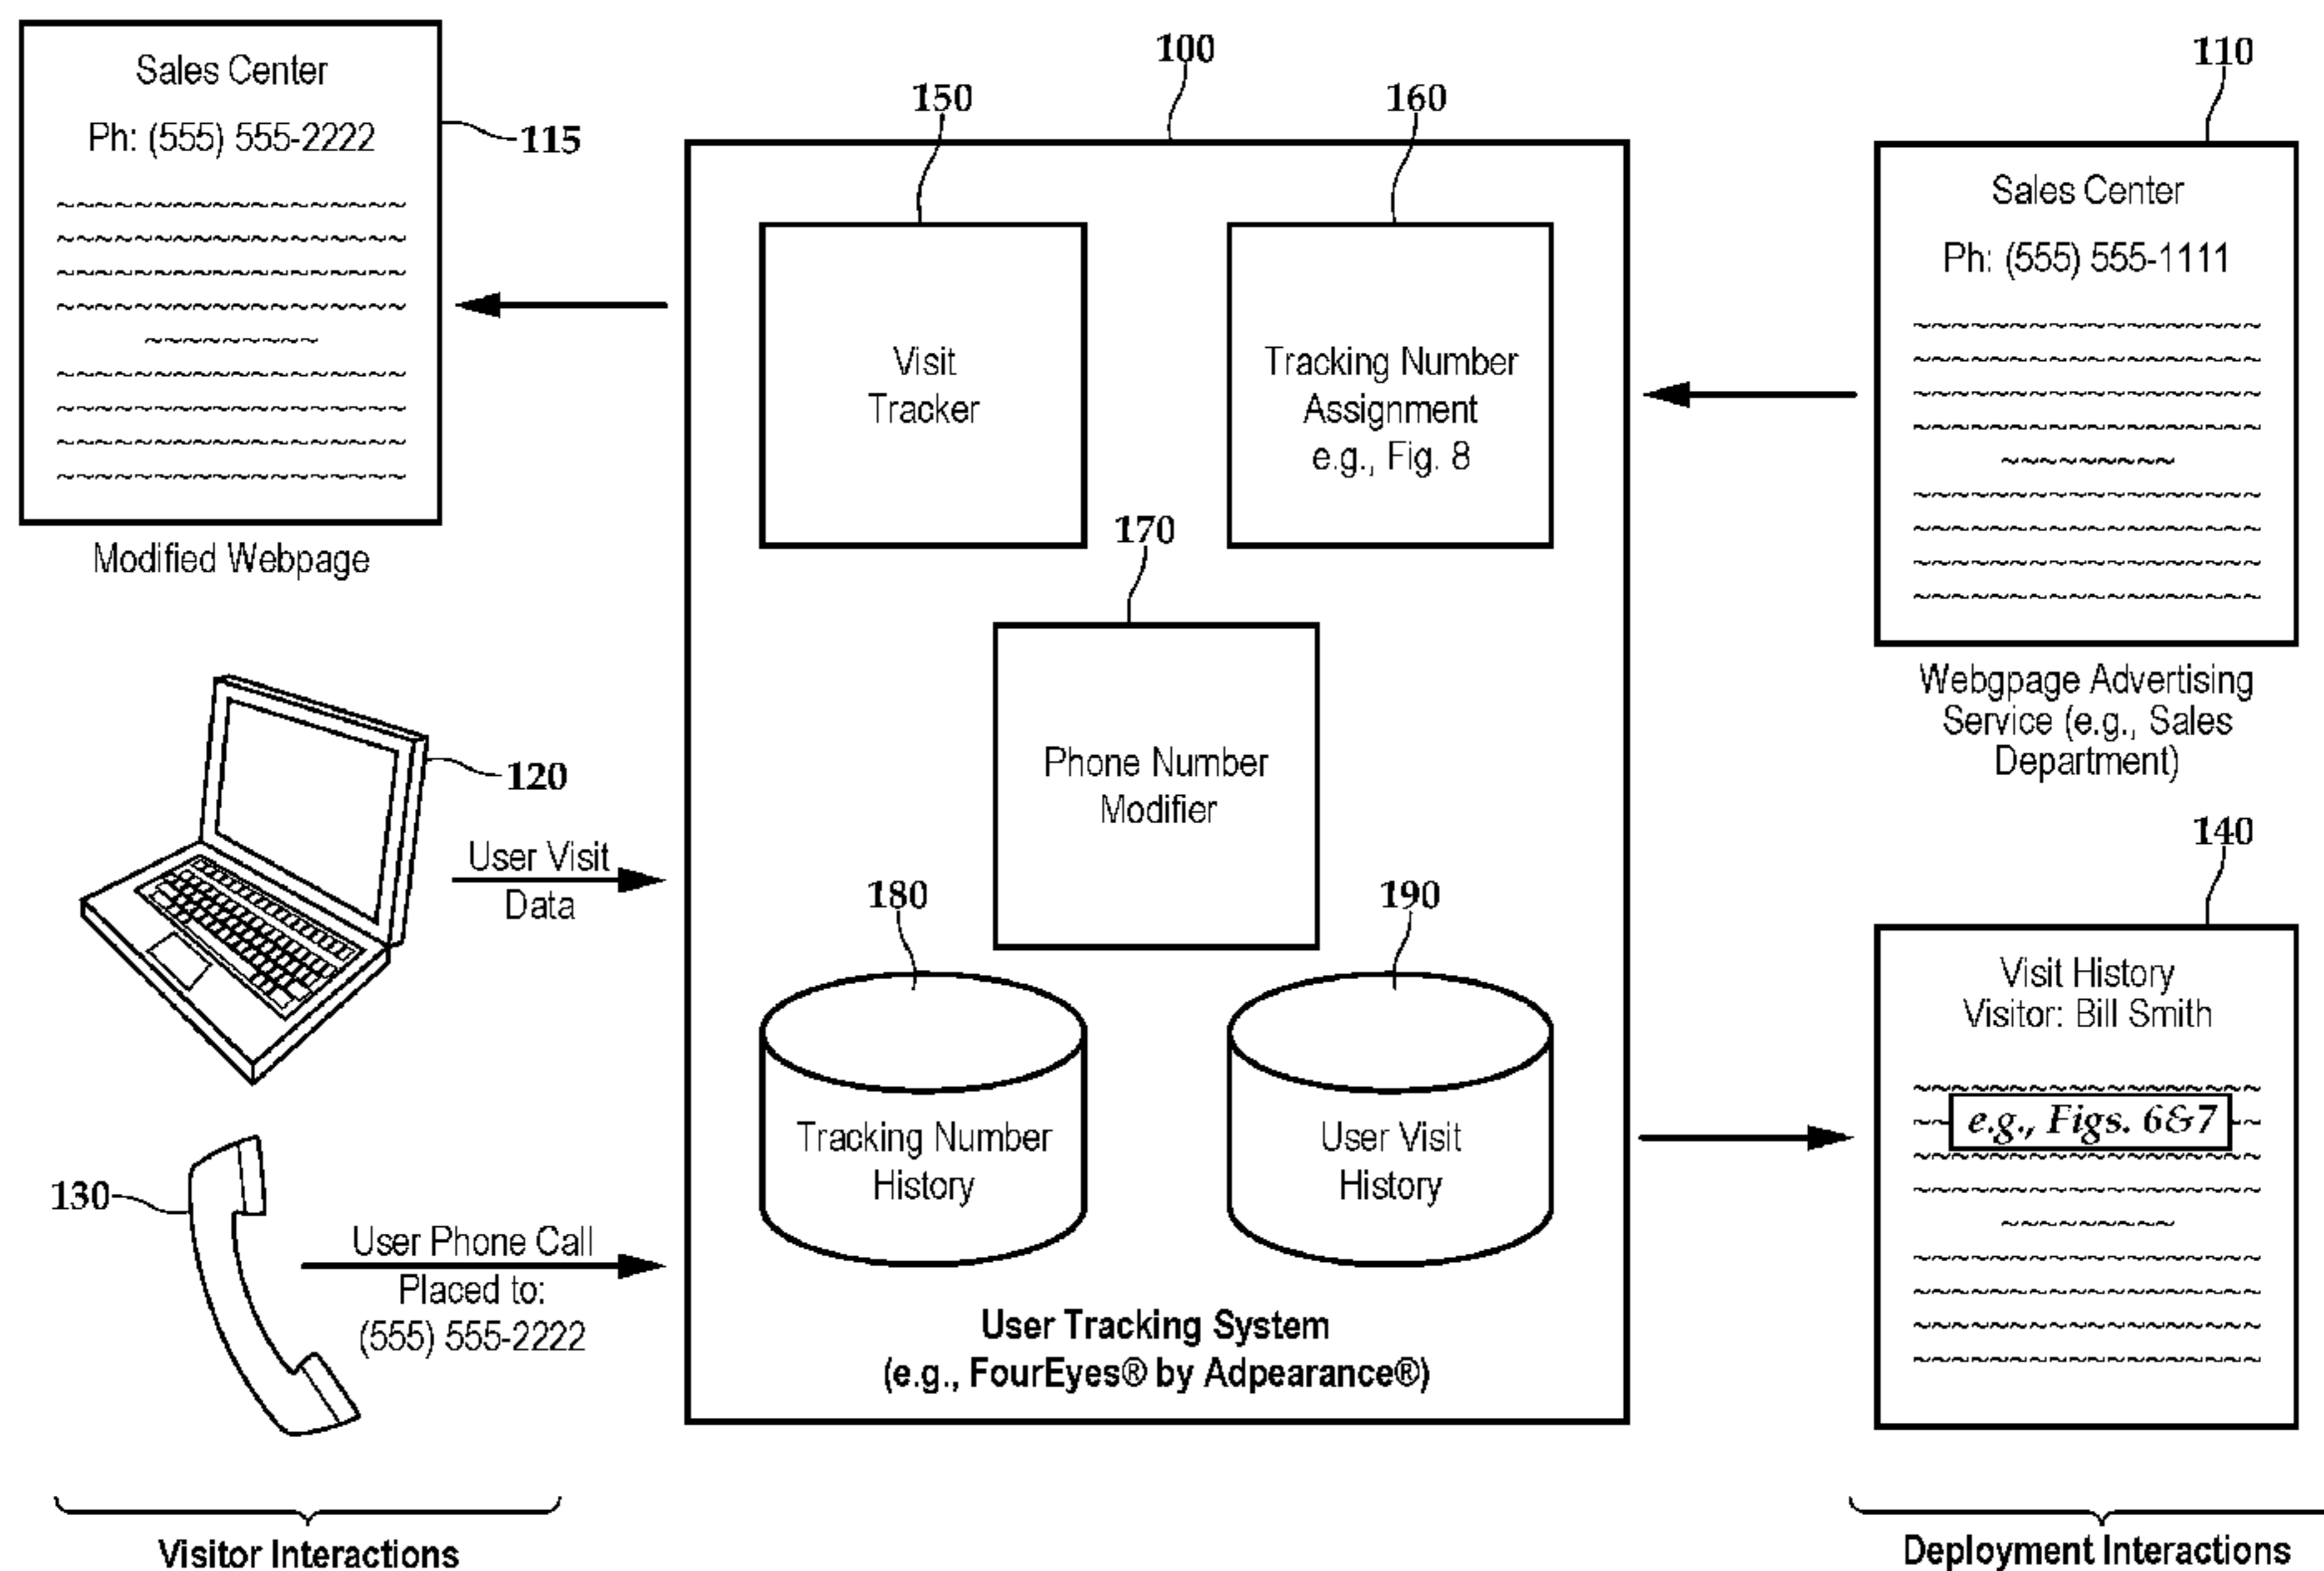 Sales Center
Ph: (555) 555-2222
115
Modified Webpage
120
User Visit
Data
130
User Phone Call
Placed to:
(555) 555-2222
Visitor Interactions
100
150
160
Visit
Tracker
Tracking Number
Assignment
e.g., Fig. 8
170
Phone Number
Modifier
180
190
Tracking Number
History
User Visit
History
User Tracking System
(e.g., FourEyes® by Adpearance®)
110
Sales Center
Ph: (555) 555-1111
Webgpage Advertising
Service (e.g., Sales
Department)
140
Visit History
Visitor: Bill Smith
e.g., Figs. 6&7
Deployment Interactions